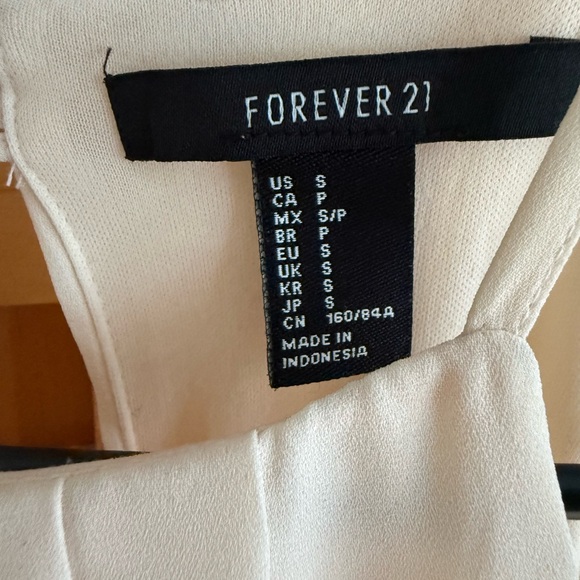 FOREVER 21
US S
CA P
MX S/P
BR P
EU S
UK S
KR S
JP S
CN 160/84A
MADE IN
INDONESIA